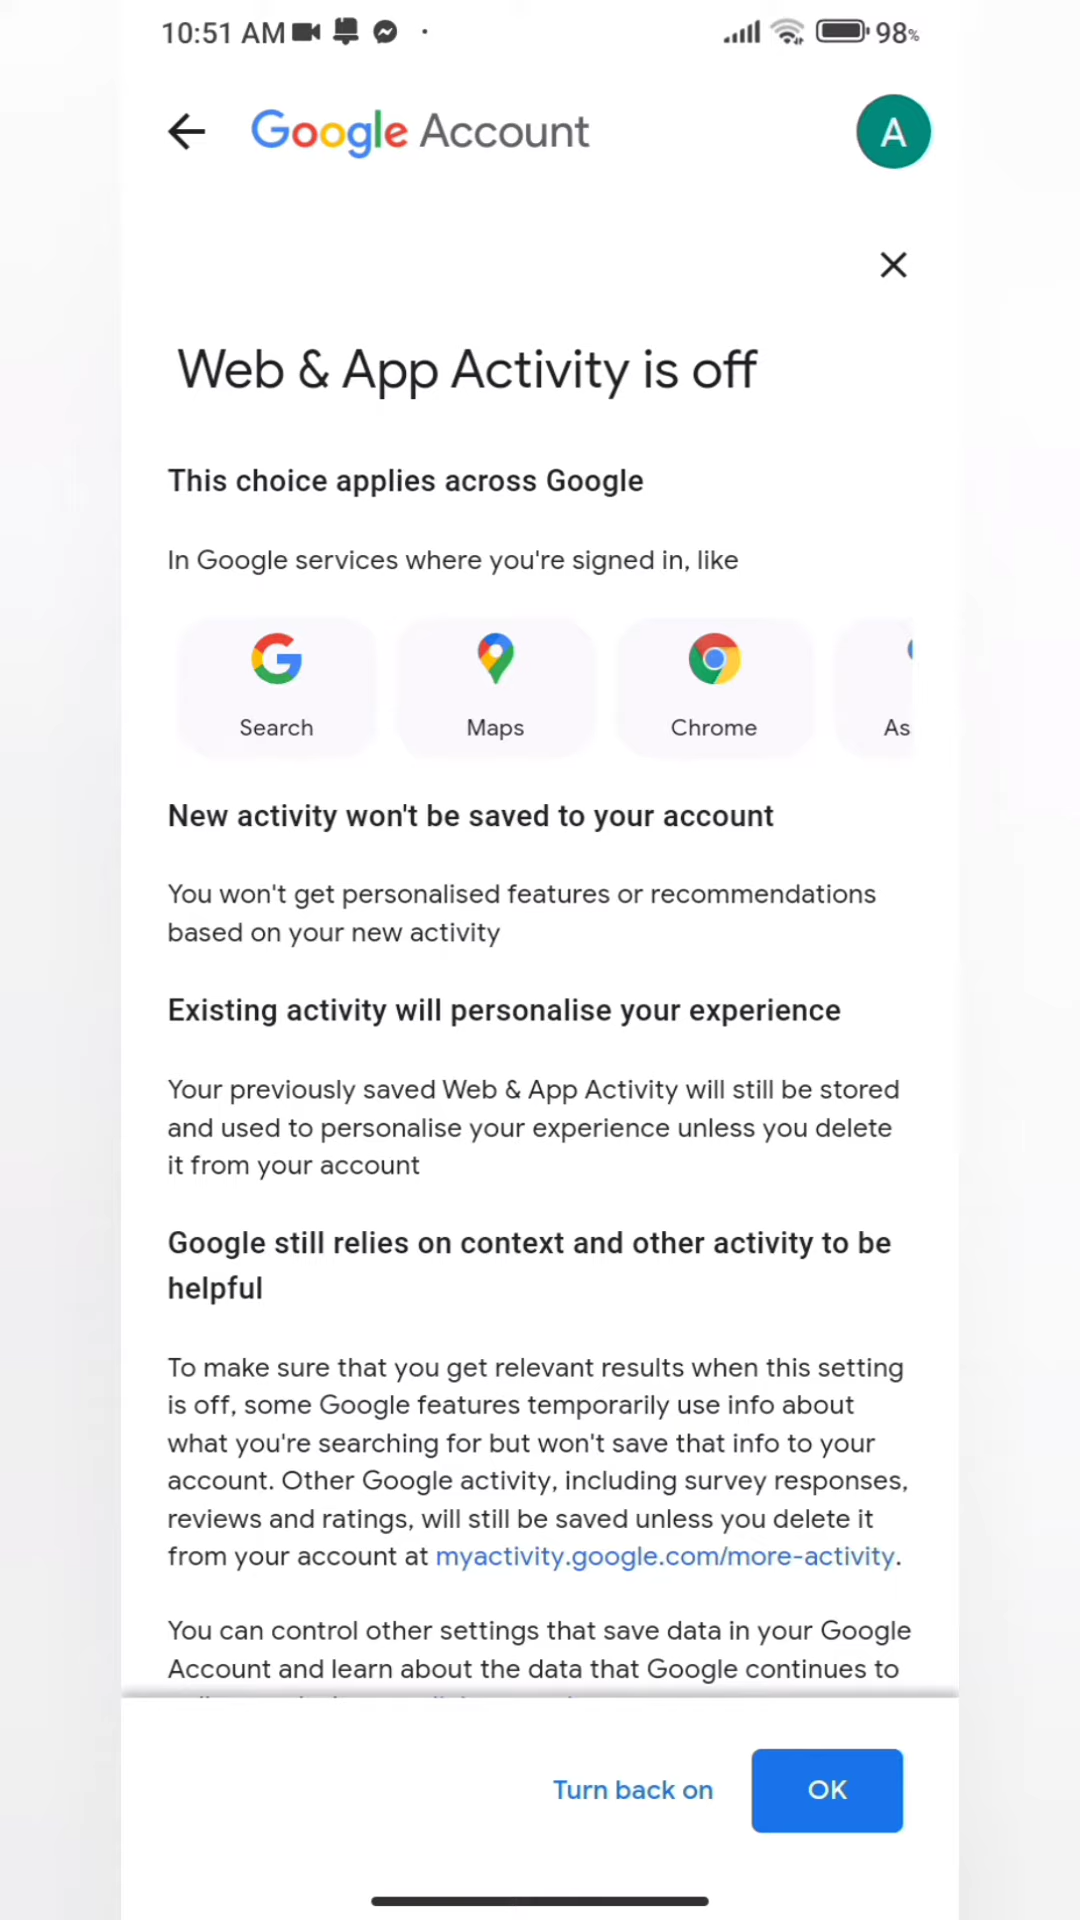 10:51 AM 98%
Google Account A
Web & App Activity is off
This choice applies across Google
In Google services where you're signed in, like
Search Maps Chrome As
New activity won't be saved to your account
You won't get personalised features or recommendations
based on your new activity
Existing activity will personalise your experience
Your previously saved Web & App Activity will still be stored
and used to personalise your experience unless you delete
it from your account
Google still relies on context and other activity to be
helpful
To make sure that you get relevant results when this setting
is off, some Google features temporarily use info about
what you're searching for but won't save that info to your
account. Other Google activity, including survey responses,
reviews and ratings, will still be saved unless you delete it
from your account at myactivity.google.com/more-activity.
You can control other settings that save data in your Google
Account and learn about the data that Google continues to
Turn back on OK